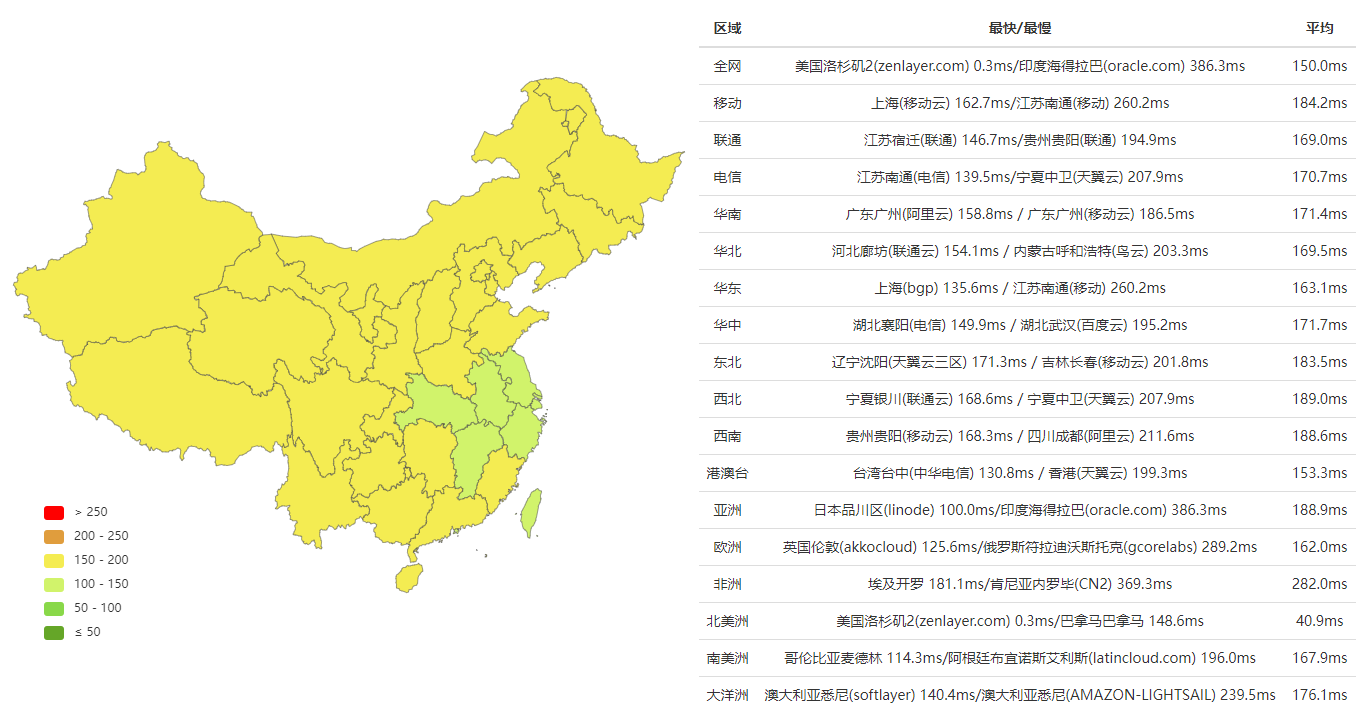 区域 最快/最慢 平均
全网 美国洛杉矶2(zenlayer.com) 0.3ms/印度海得拉巴(oracle.com) 386.3ms 150.0ms
移动 上海(移动云) 162.7ms/江苏南通(移动) 260.2ms 184.2ms
联通 江苏宿迁(联通) 146.7ms/贵州贵阳(联通) 194.9ms 169.0ms
电信 江苏南通(电信) 139.5ms/宁夏中卫(天翼云) 207.9ms 170.7ms
华南 广东广州(阿里云) 158.8ms / 广东广州(移动云) 186.5ms 171.4ms
华北 河北廊坊(联通云) 154.1ms / 内蒙古呼和浩特(鸟云) 203.3ms 169.5ms
华东 上海(bgp) 135.6ms / 江苏南通(移动) 260.2ms 163.1ms
华中 湖北襄阳(电信) 149.9ms / 湖北武汉(百度云) 195.2ms 171.7ms
东北 辽宁沈阳(天翼云三区) 171.3ms / 吉林长春(移动云) 201.8ms 183.5ms
西北 宁夏银川(联通云) 168.6ms / 宁夏中卫(天翼云) 207.9ms 189.0ms
西南 贵州贵阳(移动云) 168.3ms / 四川成都(阿里云) 211.6ms 188.6ms
港澳台 台湾台中(中华电信) 130.8ms / 香港(天翼云) 199.3ms 153.3ms
亚洲 日本品川区(linode) 100.0ms/印度海得拉巴(oracle.com) 386.3ms 188.9ms
欧洲 英国伦敦(akkocloud) 125.6ms/俄罗斯符拉迪沃斯托克(gcorelabs) 289.2ms 162.0ms
非洲 埃及开罗 181.1ms/肯尼亚内罗毕(CN2) 369.3ms 282.0ms
北美洲 美国洛杉矶2(zenlayer.com) 0.3ms/巴拿马巴拿马 148.6ms 40.9ms
南美洲 哥伦比亚麦德林 114.3ms/阿根廷布宜诺斯艾利斯(latincloud.com) 196.0ms 167.9ms
大洋洲 澳大利亚悉尼(softlayer) 140.4ms/澳大利亚悉尼(AMAZON-LIGHTSAIL) 239.5ms 176.1ms
> 250
200 - 250
150 - 200
100 - 150
50 - 100
≤ 50